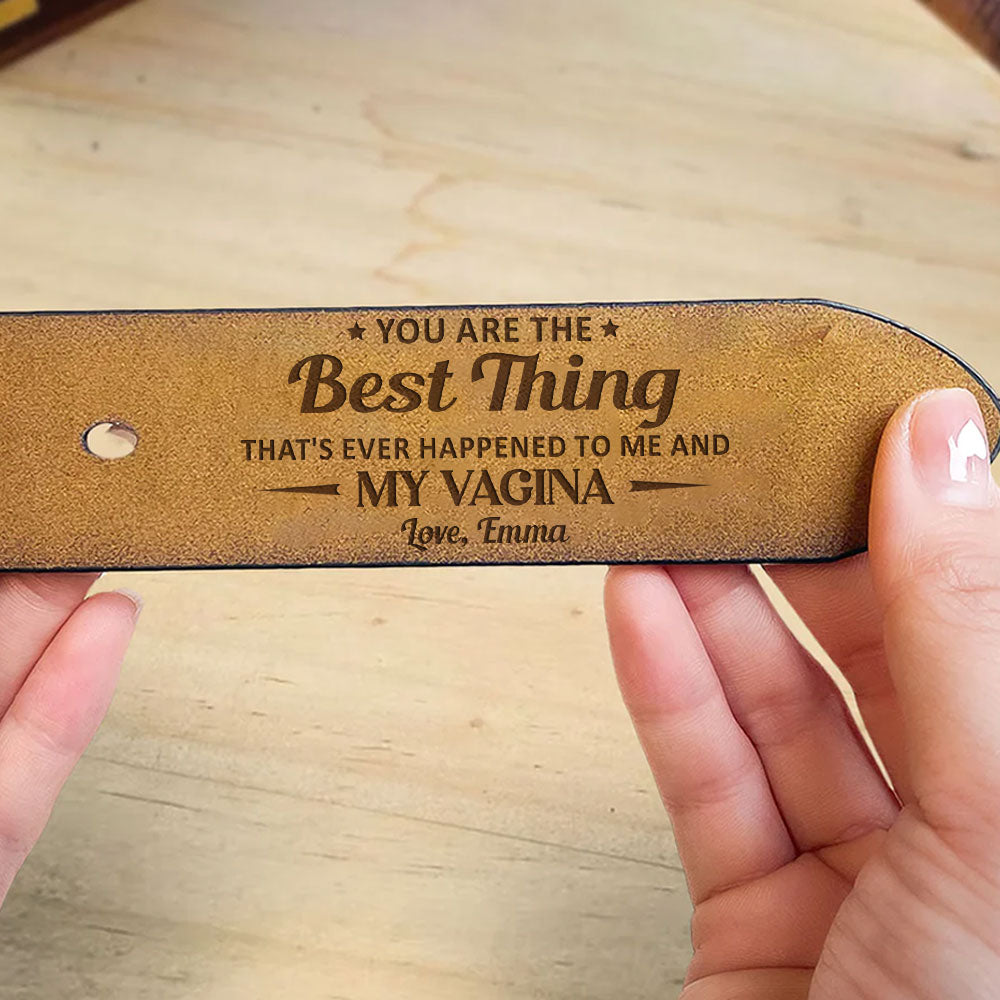 ★ YOU ARE THE ★
Best Thing
THAT'S EVER HAPPENED TO ME AND
MY VAGINA
Love, Emma